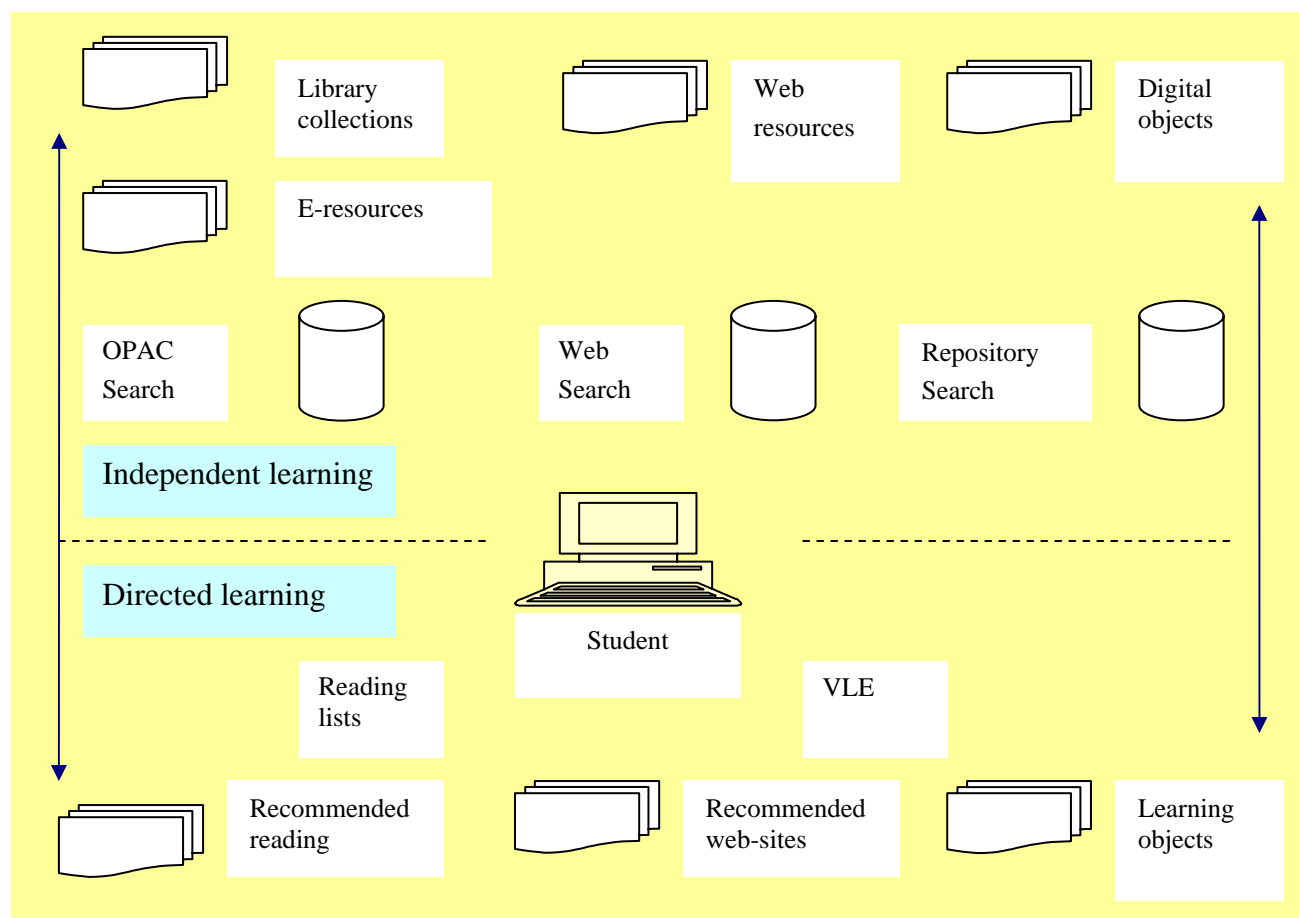 Library
collections
Web
resources
Digital
objects
E-resources
OPAC
Search
Web
Search
Repository
Search
Independent learning
Directed learning
Student
Reading
lists
VLE
Recommended
reading
Recommended
web-sites
Learning
objects